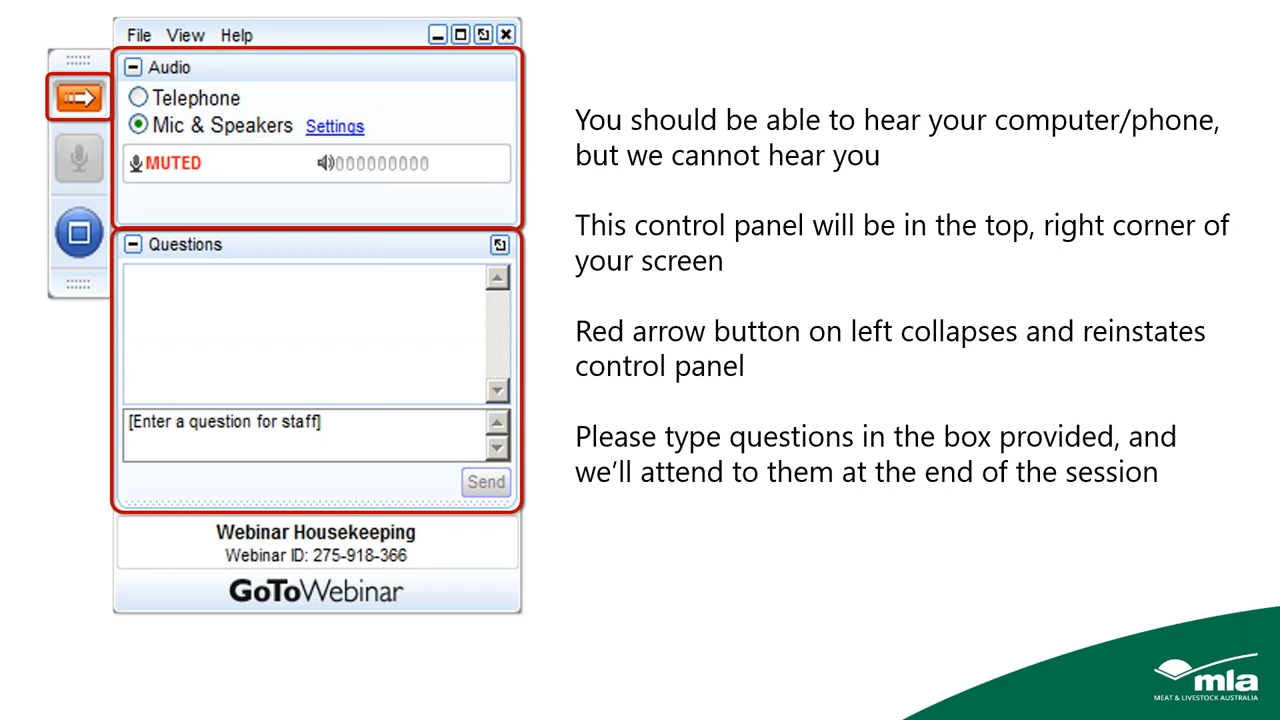 File View Help
Audio
Telephone
Mic & Speakers Settings
MUTED 000000000
Questions
[Enter a question for staff]
Send
Webinar Housekeeping
Webinar ID: 275-918-366
GoToWebinar
You should be able to hear your computer/phone,
but we cannot hear you
This control panel will be in the top, right corner of
your screen
Red arrow button on left collapses and reinstates
control panel
Please type questions in the box provided, and
we’ll attend to them at the end of the session
mla
MEAT & LIVESTOCK AUSTRALIA